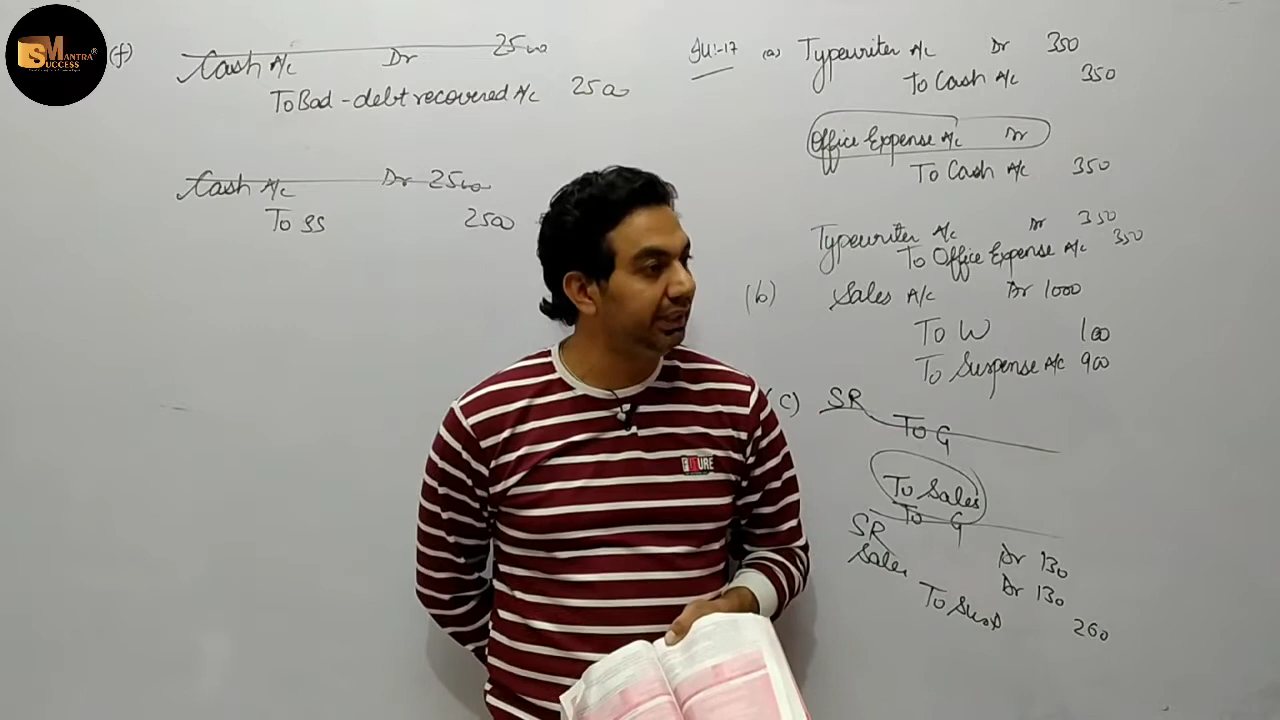 S MANTRA®
SUCCESS
(f)
Cash A/c Dr 2500
To Bad-debt recovered A/c 2500
Cash A/c Dr 2500
To SS 2500
Ill:-17 (a) Typewriter A/c Dr 350
To Cash A/c 350
Office Expense A/c Dr
To Cash A/c 350
Typewriter A/c Dr 350
To Office Expense A/c 350
(b) Sales A/c Dr 1000
To W 100
To Suspense A/c 900
(c) SR
To G
To Sales
To G
SR Dr 130
Sales Dr 130
To Susp 260
FUTURE